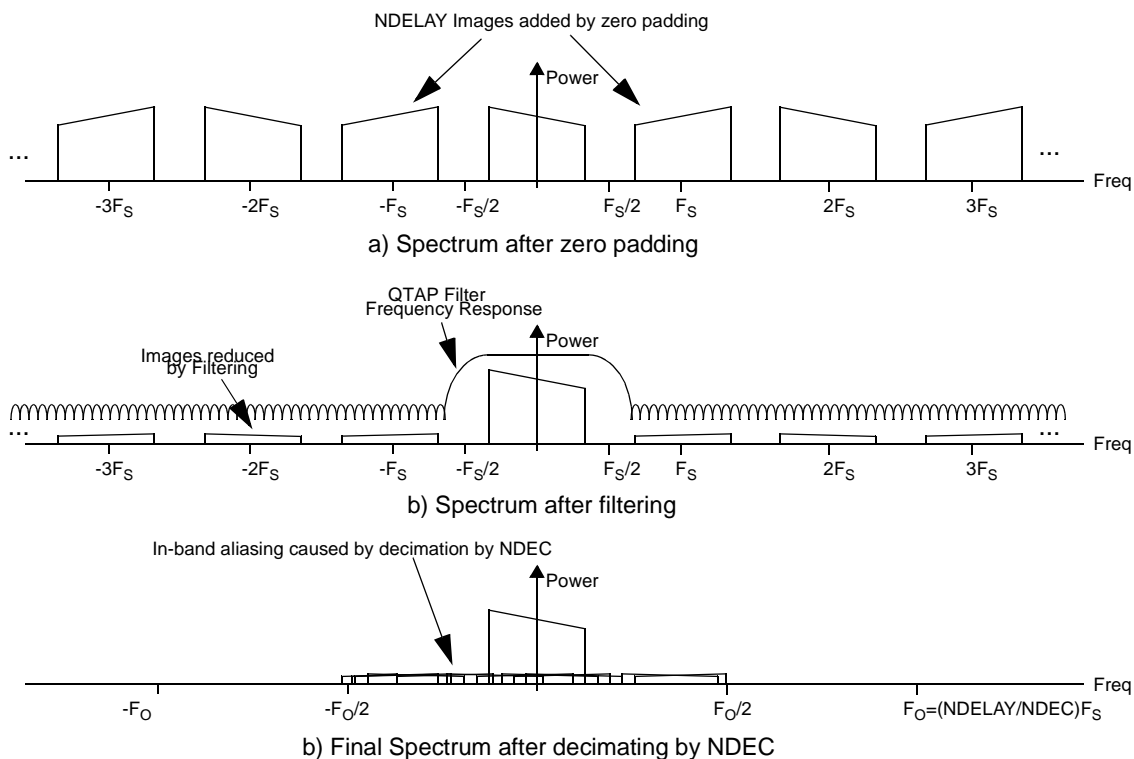 NDELAY Images added by zero padding
Power
...
...
Freq
-3FS
-2FS
-FS
-FS/2
FS/2
FS
2FS
3FS
a) Spectrum after zero padding
QTAP Filter
Frequency Response
Power
Images reduced
by Filtering
...
...
Freq
-3FS
-2FS
-FS
-FS/2
FS/2
FS
2FS
3FS
b) Spectrum after filtering
In-band aliasing caused by decimation by NDEC
Power
Freq
-FO
-FO/2
FO/2
FO=(NDELAY/NDEC)FS
b) Final Spectrum after decimating by NDEC